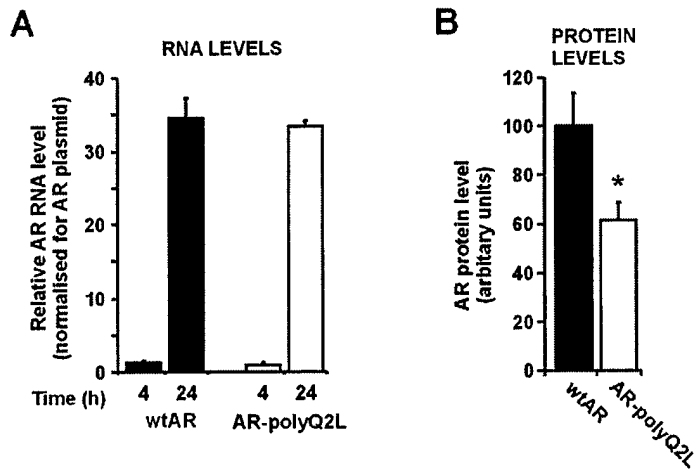 A
RNA LEVELS
Relative AR RNA level
(normalised for AR plasmid)
40
30
20
10
0
Time (h)
4
24
4
24
wtAR
AR-polyQ2L
B
PROTEIN
LEVELS
AR protein level
(arbitary units)
120
100
80
60
40
20
0
*
wtAR
AR-polyQ2L